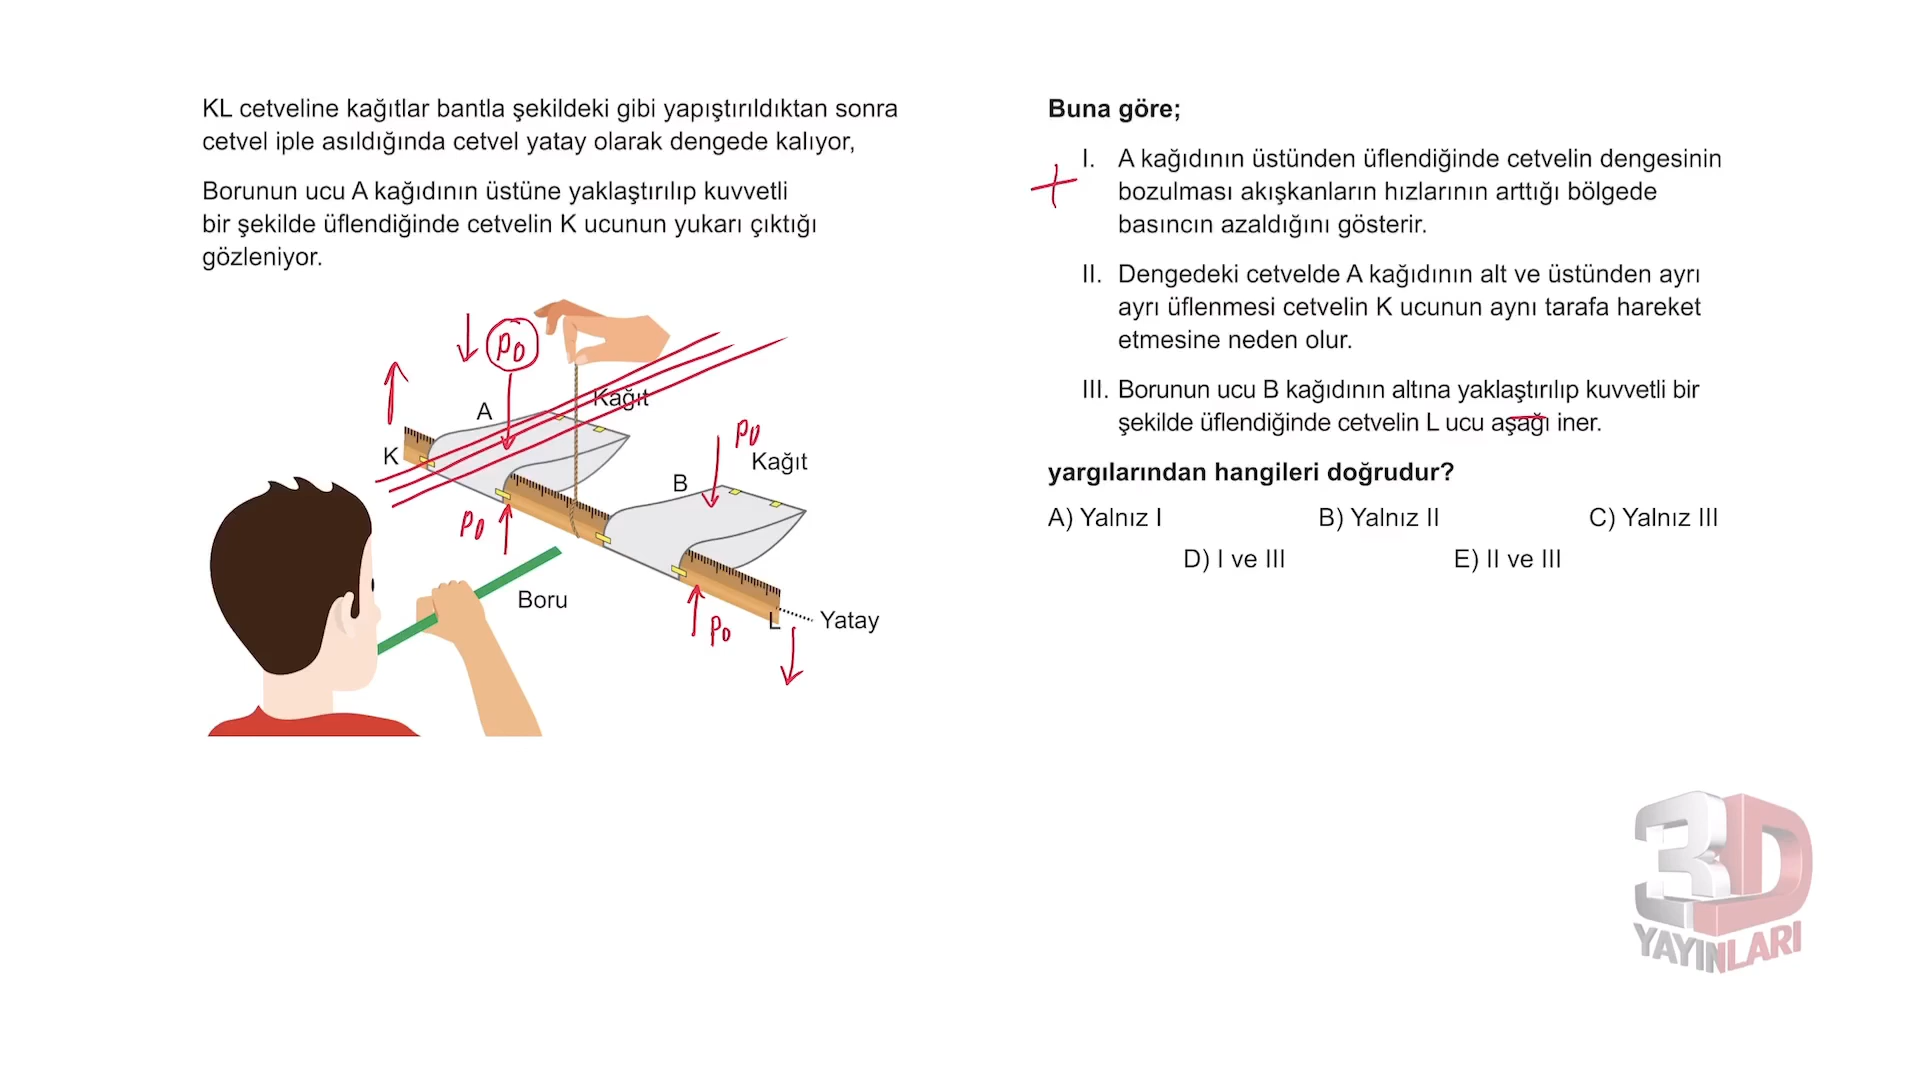 KL cetveline kağıtlar bantla şekildeki gibi yapıştırıldıktan sonra
cetvel iple asıldığında cetvel yatay olarak dengede kalıyor,
Borunun ucu A kağıdının üstüne yaklaştırılıp kuvvetli
bir şekilde üflendiğinde cetvelin K ucunun yukarı çıktığı
gözleniyor.
P0
Kağıt
A
K
P0
P0
Kağıt
B
Boru
P0
L
Yatay
Buna göre;
I. A kağıdının üstünden üflendiğinde cetvelin dengesinin
bozulması akışkanların hızlarının arttığı bölgede
basıncın azaldığını gösterir.
II. Dengedeki cetvelde A kağıdının alt ve üstünden ayrı
ayrı üflenmesi cetvelin K ucunun aynı tarafa hareket
etmesine neden olur.
III. Borunun ucu B kağıdının altına yaklaştırılıp kuvvetli bir
şekilde üflendiğinde cetvelin L ucu aşağı iner.
yargılarından hangileri doğrudur?
A) Yalnız I B) Yalnız II C) Yalnız III
D) I ve III E) II ve III
3D
YAYINLARI